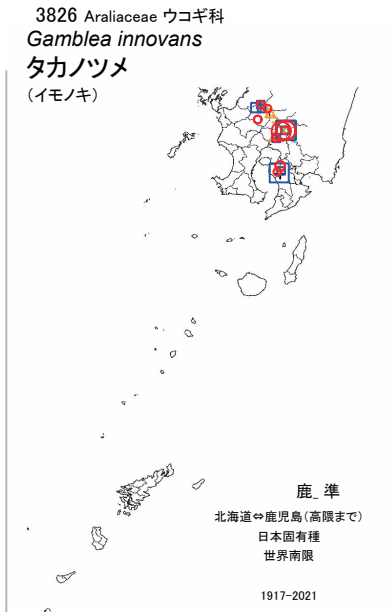 3826 Araliaceae ウコギ科
Gamblea innovans
タカノツメ
(イモノキ)
鹿_準
北海道⇔鹿児島(高隈まで)
日本固有種
世界南限
1917-2021